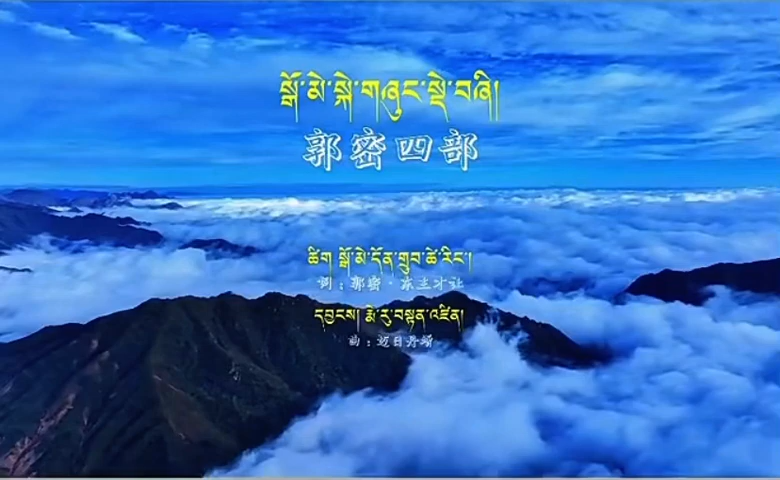 སྒོ་མེ་སྐེ་གཞུང་སྡེ་བཞི།
郭密四部
ཚིག སྒོ་མེ་དོན་གྲུབ་ཚེ་རིང་།
词：郭密·东主才让
དབྱངས། རྨེ་རུ་བསྟན་འཛིན།
曲：迈日丹增